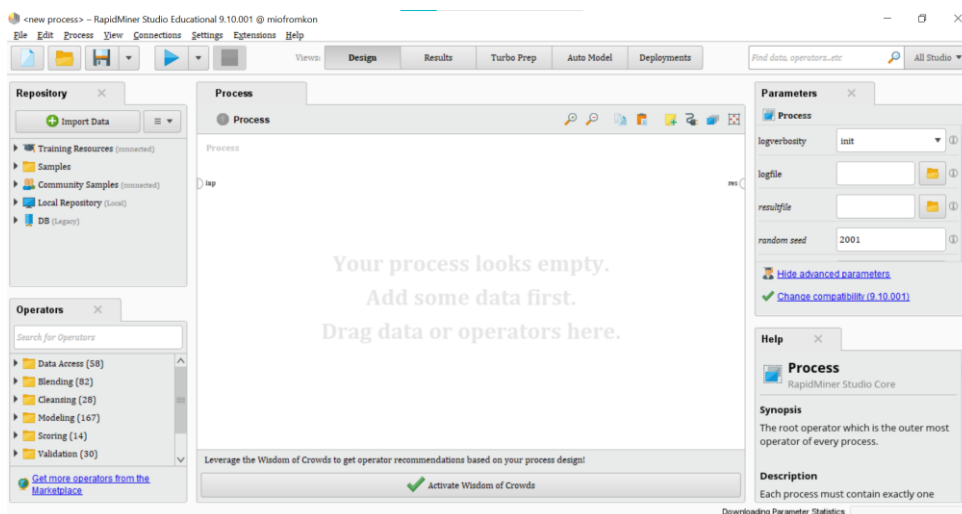 <new process> – RapidMiner Studio Educational 9.10.001 @ miofromkon
File Edit Process View Connections Settings Extensions Help
Views: Design Results Turbo Prep Auto Model Deployments
Find data, operators...etc
All Studio
Repository
Import Data
Training Resources (connected)
Samples
Community Samples (connected)
Local Repository (Local)
DB (Legacy)
Operators
Search for Operators
Data Access (58)
Blending (82)
Cleansing (28)
Modeling (167)
Scoring (14)
Validation (30)
Get more operators from the
Marketplace
Process
Process
Process
inp
res
Your process looks empty.
Add some data first.
Drag data or operators here.
Leverage the Wisdom of Crowds to get operator recommendations based on your process design!
Activate Wisdom of Crowds
Parameters
Process
logverbosity init
logfile
resultfile
random seed 2001
Hide advanced parameters
Change compatibility (9.10.001)
Help
Process
RapidMiner Studio Core
Synopsis
The root operator which is the outer most
operator of every process.
Description
Each process must contain exactly one
Downloading Parameter Statistics